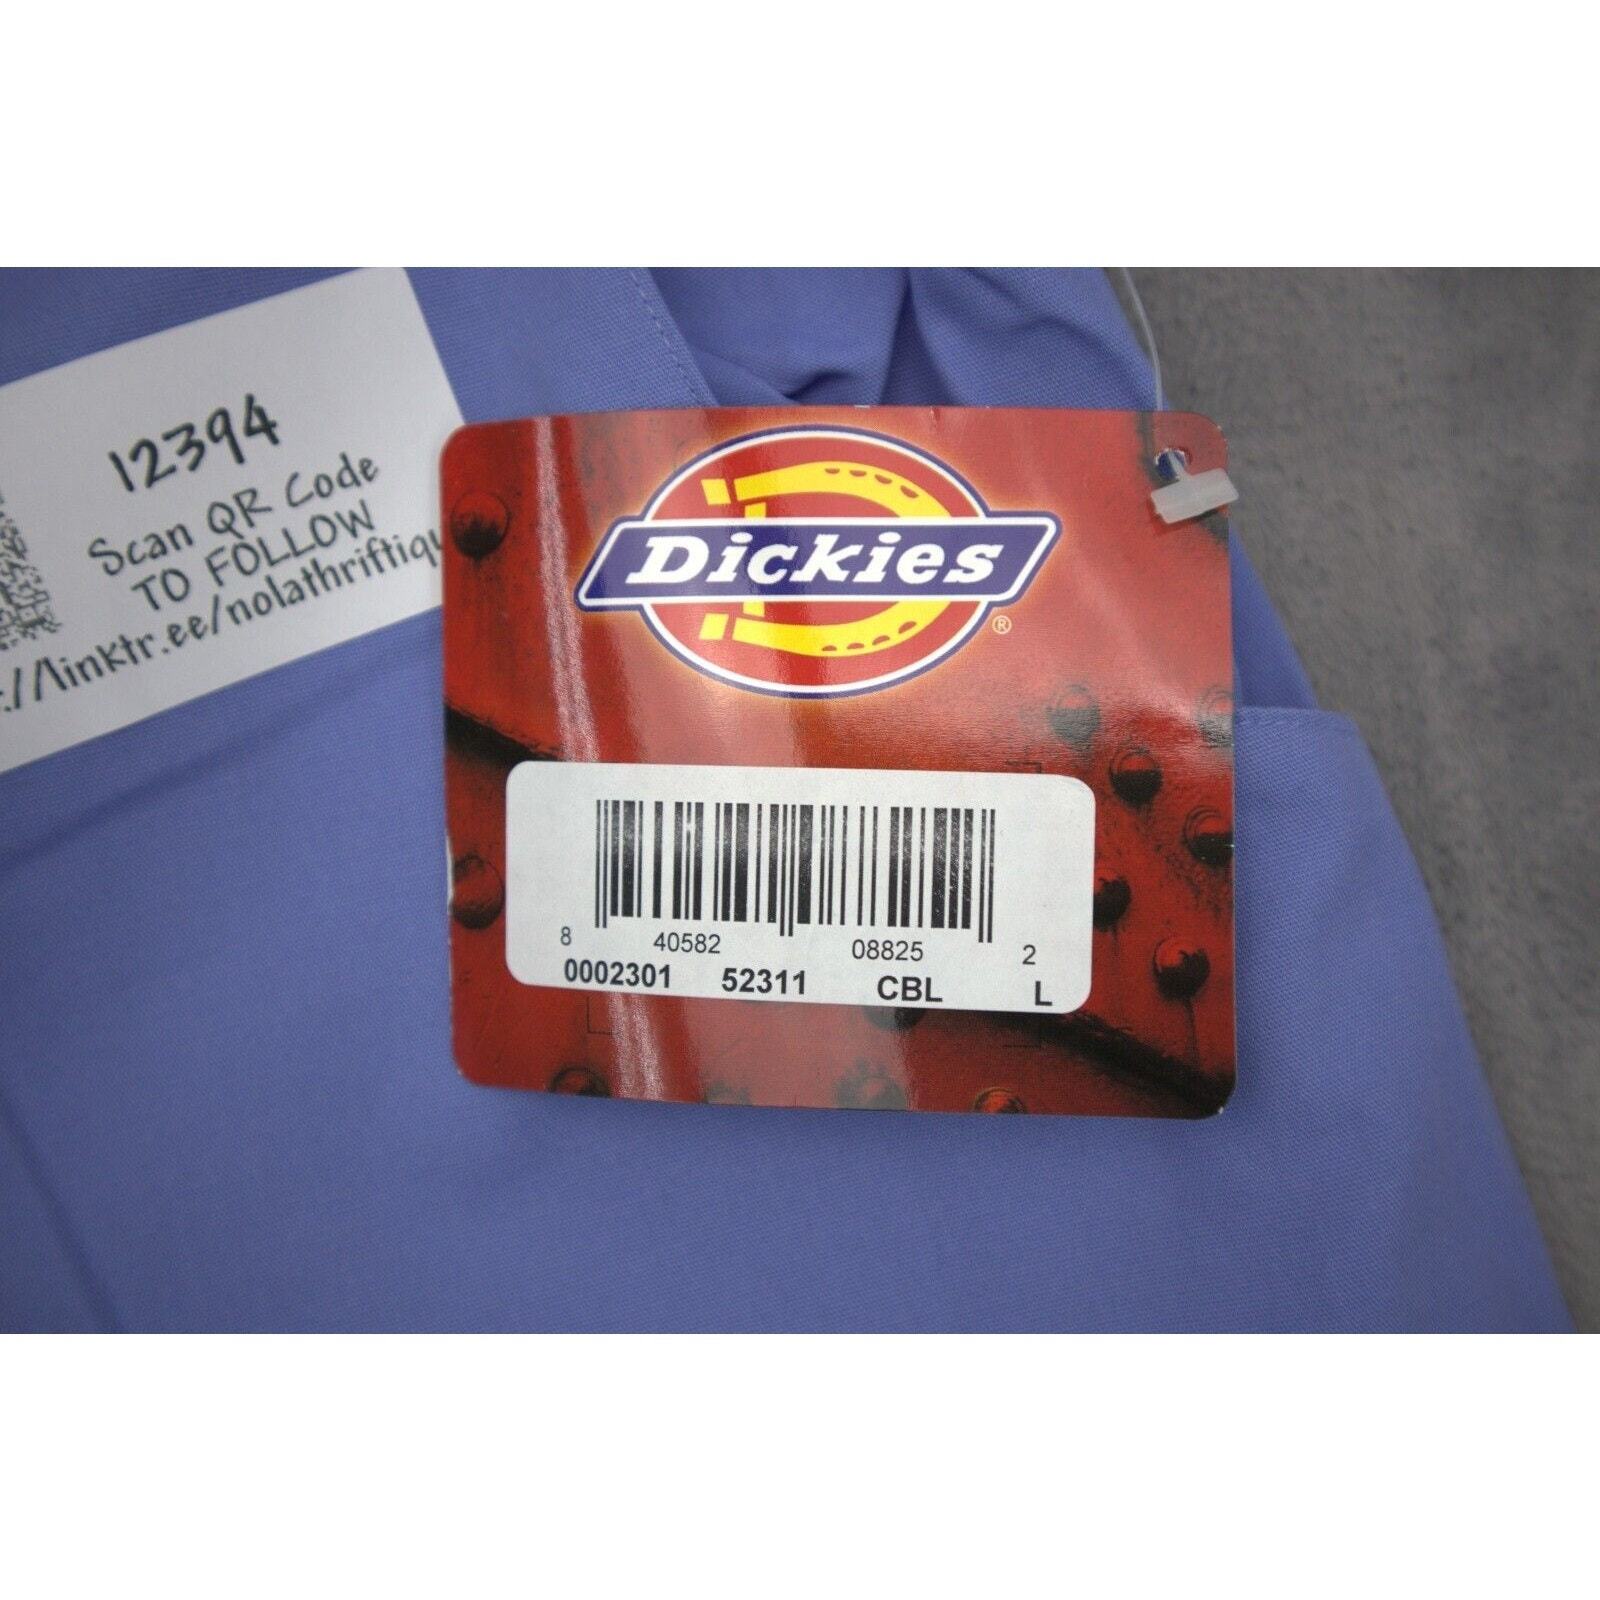 12394
Scan QR Code
TO FOLLOW
://linktr.ee/nolathriftiqu
Dickies®
8 40582 08825 2
0002301 52311 CBL L